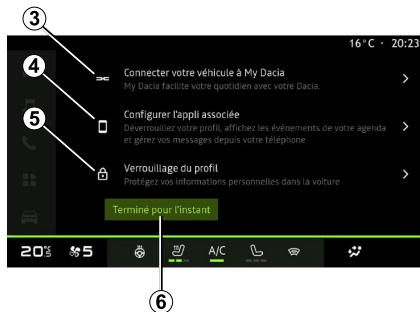 3
16°C · 20:23
4
Connecter votre véhicule à My Dacia
My Dacia facilite votre quotidien avec votre Dacia.
Configurer l'appli associée
Déverrouillez votre profil, affichez les événements de votre agenda
et gérez vos messages depuis votre téléphone
5
Verrouillage du profil
Protégez vos informations personnelles dans la voiture
Terminé pour l'instant
20°5 5 A/C
6